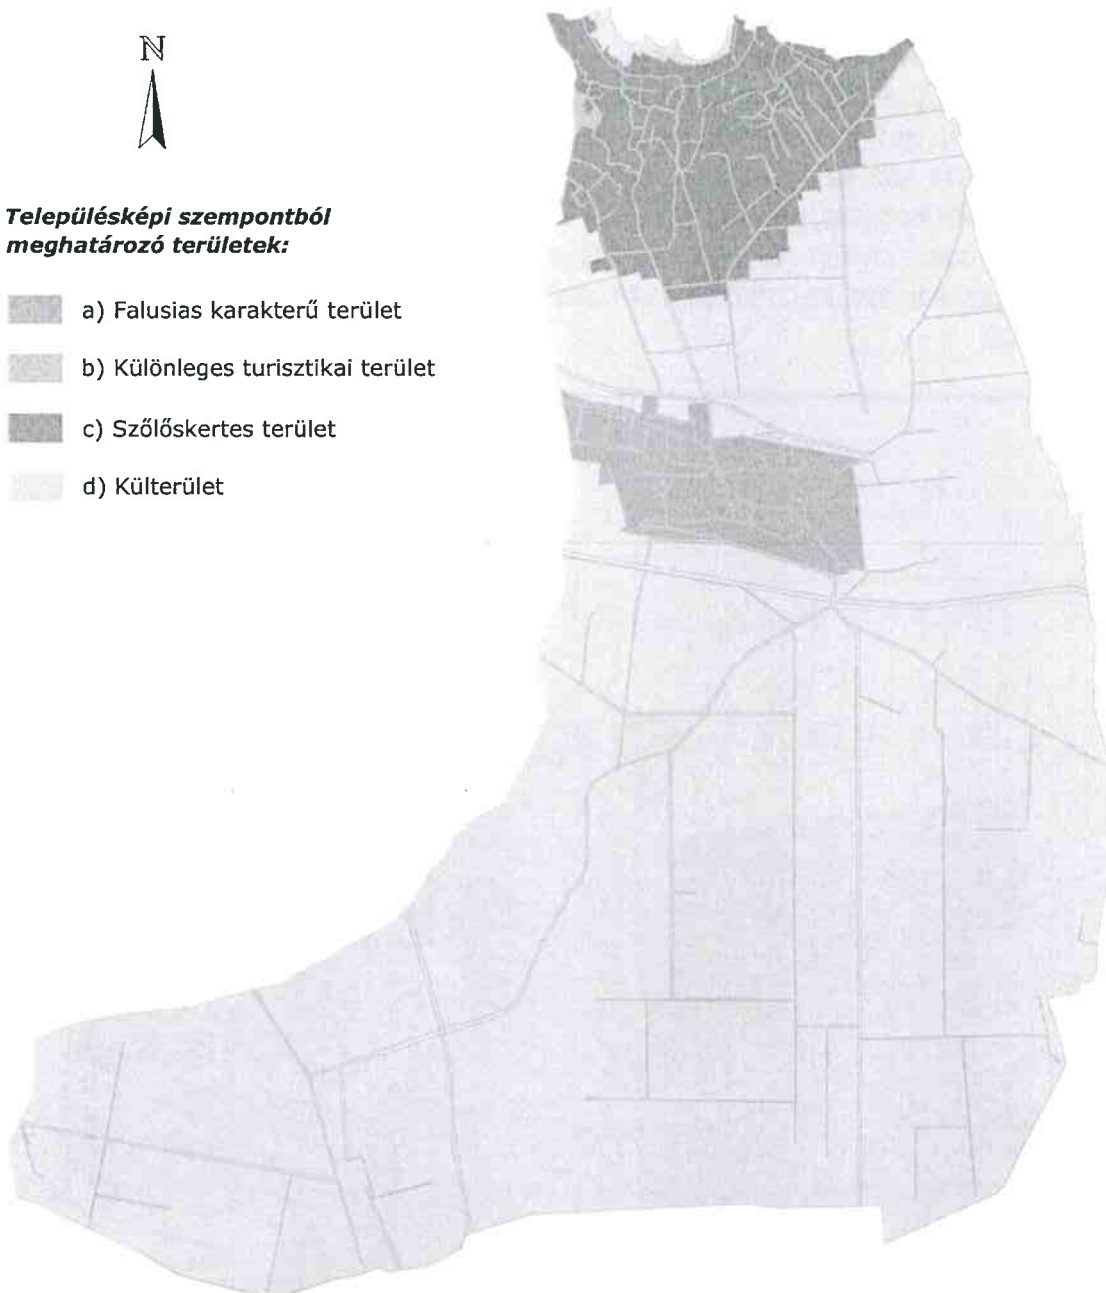 N
Településképi szempontból
meghatározó területek:
a) Falusias karakterű terület
b) Különleges turisztikai terület
c) Szőlőskertes terület
d) Külterület